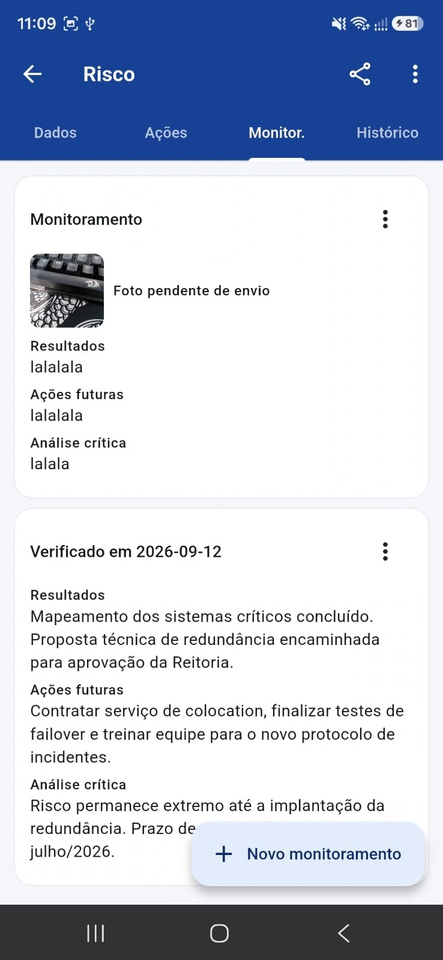 11:09
81
Risco
Dados
Ações
Monitor.
Histórico
Monitoramento
Foto pendente de envio
Resultados
lalalala
Ações futuras
lalalala
Análise crítica
lalala
Verificado em 2026-09-12
Resultados
Mapeamento dos sistemas críticos concluído.
Proposta técnica de redundância encaminhada
para aprovação da Reitoria.
Ações futuras
Contratar serviço de colocation, finalizar testes de
failover e treinar equipe para o novo protocolo de
incidentes.
Análise crítica
Risco permanece extremo até a implantação da
redundância. Prazo de
julho/2026.
+ Novo monitoramento